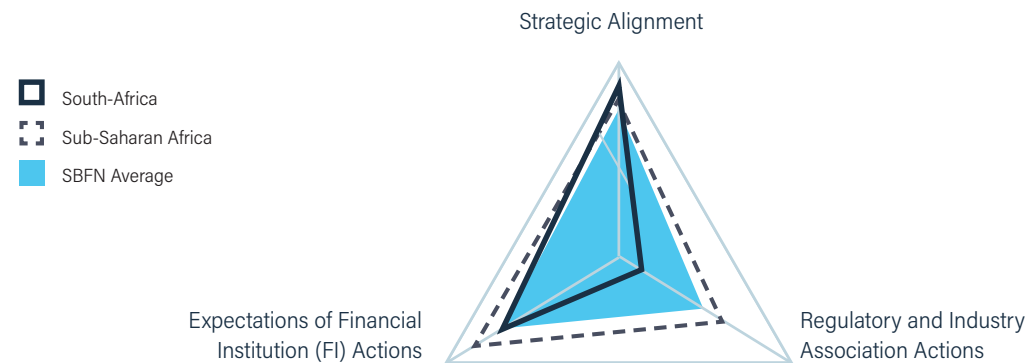 Strategic Alignment
South-Africa
Sub-Saharan Africa
SBFN Average
Expectations of Financial
Institution (FI) Actions
Regulatory and Industry
Association Actions